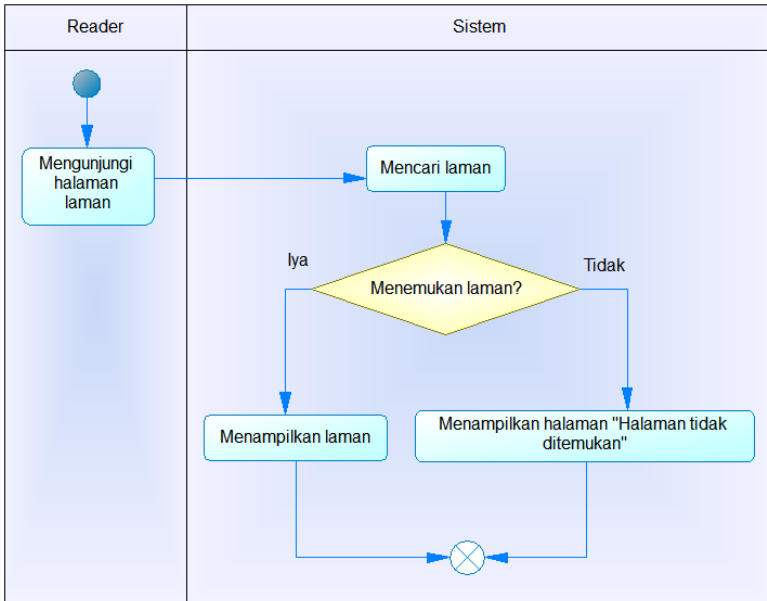 Reader
Sistem
Mengunjungi
halaman
laman
Mencari laman
Iya
Tidak
Menemukan laman?
Menampilkan laman
Menampilkan halaman "Halaman tidak
ditemukan"